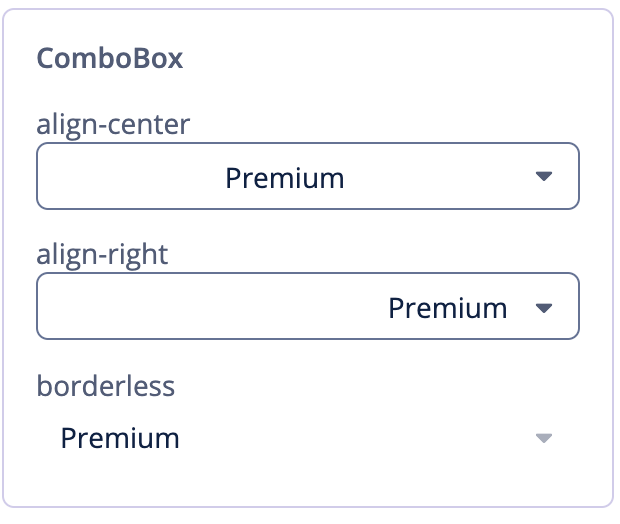 ComboBox
align-center
Premium
align-right
Premium
borderless
Premium